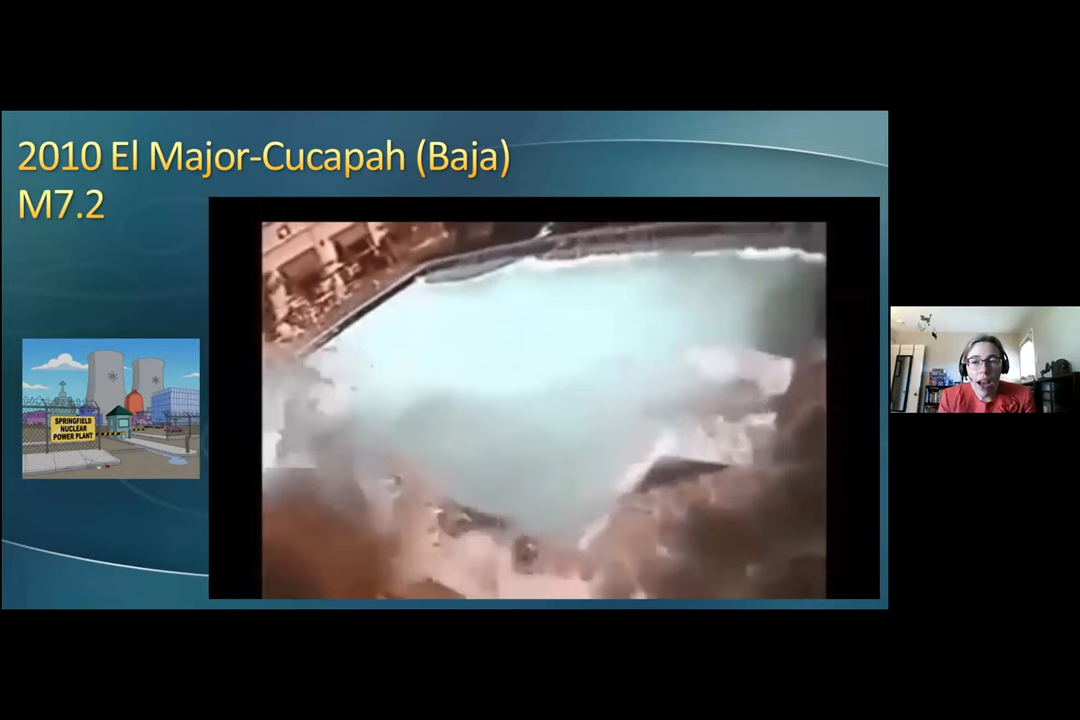 2010 El Major-Cucapah (Baja)
M7.2
SPRINGFIELD
NUCLEAR
POWER PLANT